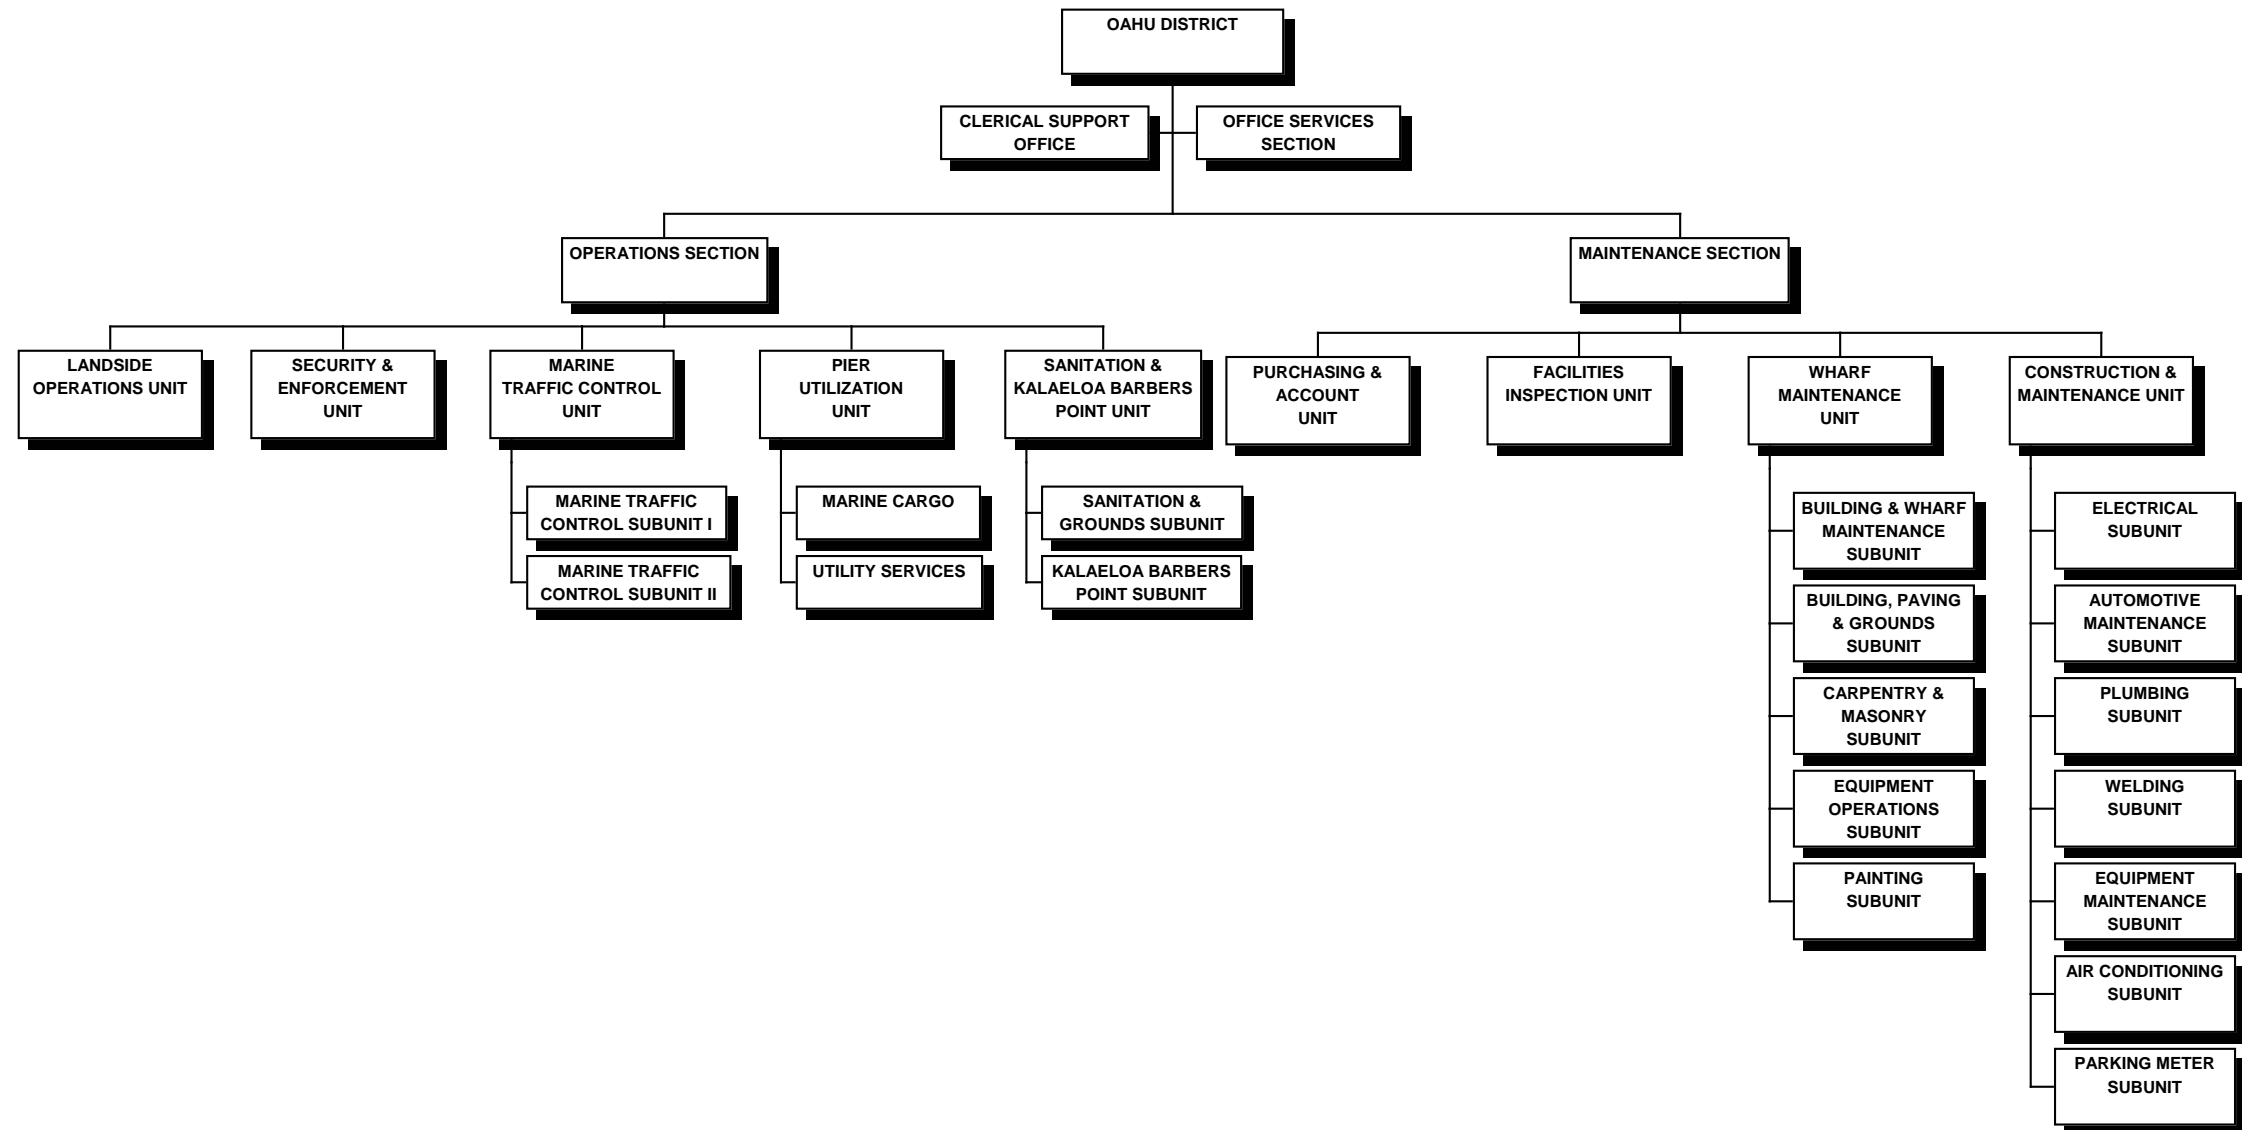 OAHU DISTRICT
CLERICAL SUPPORT
OFFICE
OFFICE SERVICES
SECTION
OPERATIONS SECTION
MAINTENANCE SECTION
LANDSIDE
OPERATIONS UNIT
SECURITY &
ENFORCEMENT
UNIT
MARINE
TRAFFIC CONTROL
UNIT
PIER
UTILIZATION
UNIT
SANITATION &
KALAELOA BARBERS
POINT UNIT
PURCHASING &
ACCOUNT
UNIT
FACILITIES
INSPECTION UNIT
WHARF
MAINTENANCE
UNIT
CONSTRUCTION &
MAINTENANCE UNIT
MARINE TRAFFIC
CONTROL SUBUNIT I
MARINE TRAFFIC
CONTROL SUBUNIT II
MARINE CARGO
UTILITY SERVICES
SANITATION &
GROUNDS SUBUNIT
KALAELOA BARBERS
POINT SUBUNIT
BUILDING & WHARF
MAINTENANCE
SUBUNIT
BUILDING, PAVING
& GROUNDS
SUBUNIT
CARPENTRY &
MASONRY
SUBUNIT
EQUIPMENT
OPERATIONS
SUBUNIT
PAINTING
SUBUNIT
ELECTRICAL
SUBUNIT
AUTOMOTIVE
MAINTENANCE
SUBUNIT
PLUMBING
SUBUNIT
WELDING
SUBUNIT
EQUIPMENT
MAINTENANCE
SUBUNIT
AIR CONDITIONING
SUBUNIT
PARKING METER
SUBUNIT